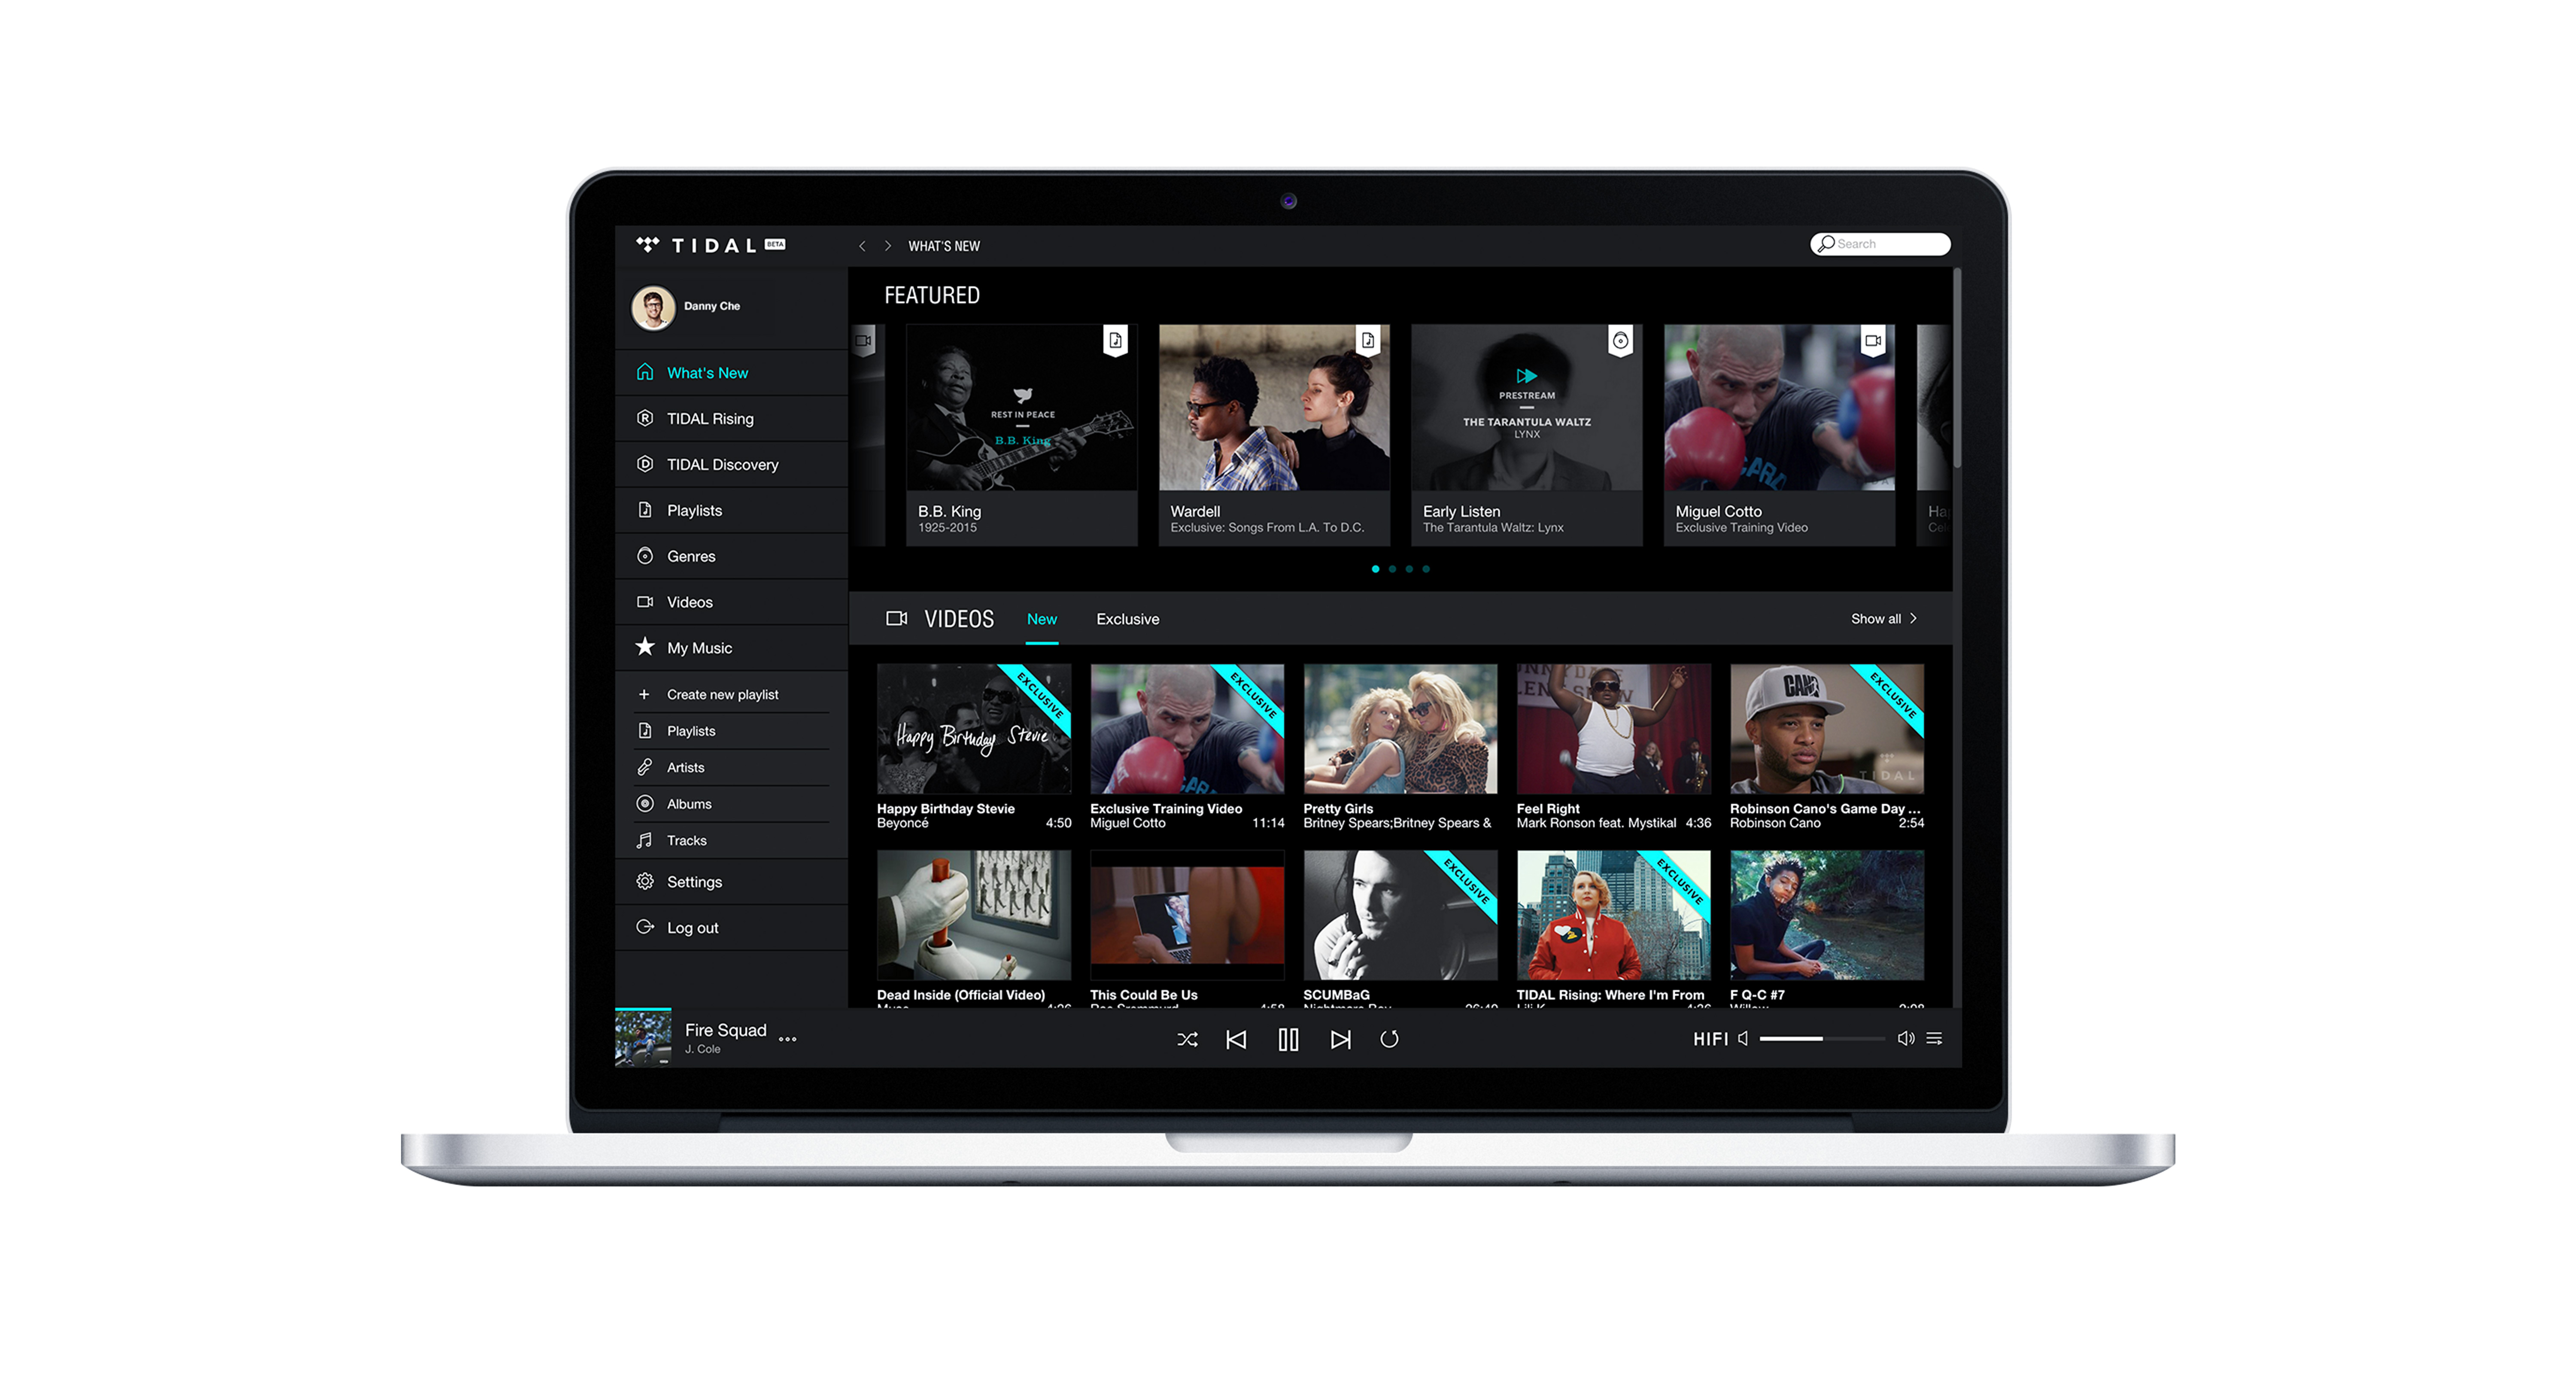 TIDAL BETA
WHAT'S NEW
Search
Danny Che
What's New
TIDAL Rising
TIDAL Discovery
Playlists
Genres
Videos
My Music
Create new playlist
Playlists
Artists
Albums
Tracks
Settings
Log out
FEATURED
REST IN PEACE
B.B. King
B.B. King
1925-2015
Wardell
Exclusive: Songs From L.A. To D.C.
PRESTREAM
THE TARANTULA WALTZ
LYNX
Early Listen
The Tarantula Waltz: Lynx
Miguel Cotto
Exclusive Training Video
VIDEOS
New
Exclusive
Show all
EXCLUSIVE
Happy Birthday Stevie
Happy Birthday Stevie
Beyoncé 4:50
EXCLUSIVE
Exclusive Training Video
Miguel Cotto 11:14
Pretty Girls
Britney Spears;Britney Spears &
Feel Right
Mark Ronson feat. Mystikal 4:36
EXCLUSIVE
TIDAL
Robinson Cano's Game Day ...
Robinson Cano 2:54
Dead Inside (Official Video)
This Could Be Us
EXCLUSIVE
SCUMBaG
EXCLUSIVE
TIDAL Rising: Where I'm From
F Q-C #7
Fire Squad
J. Cole
HIFI